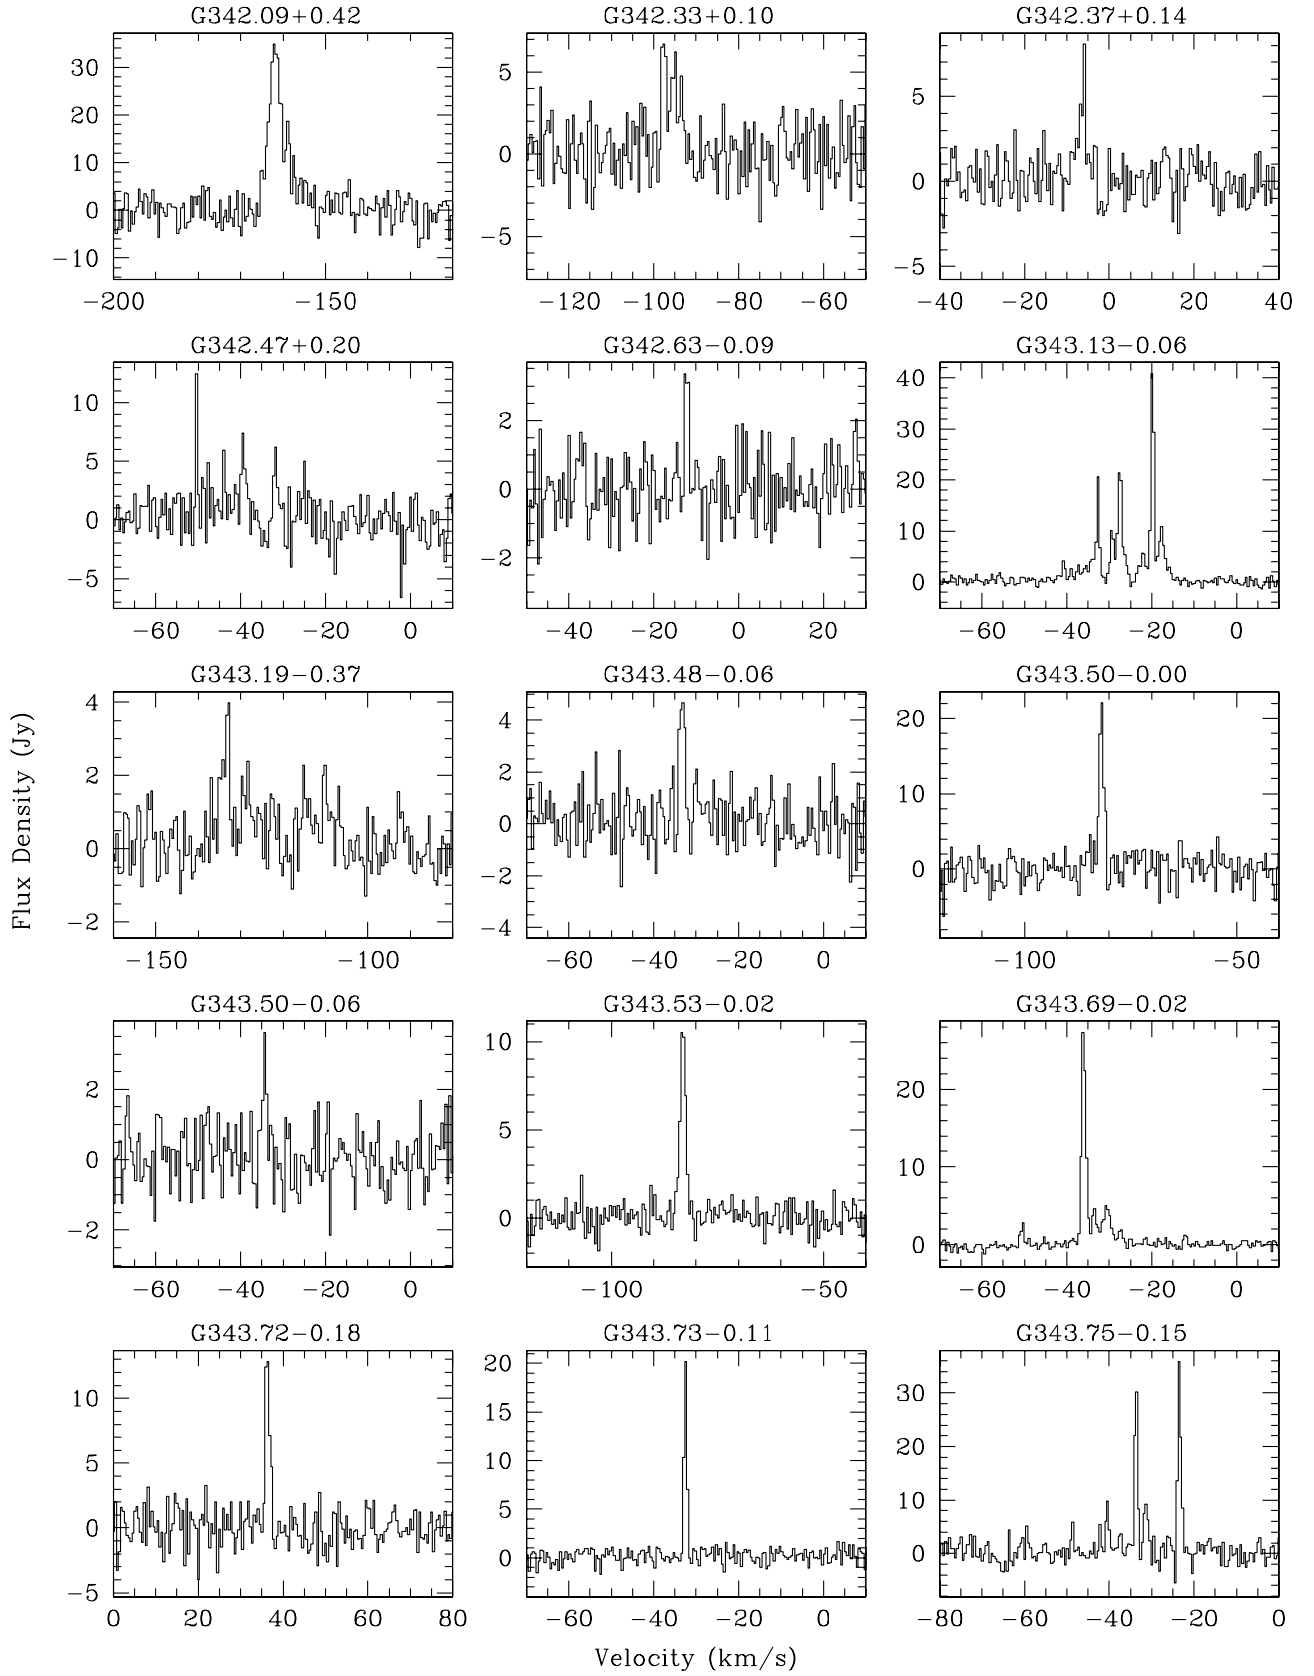 G342.09+0.42 G342.33+0.10 G342.37+0.14
30 20 10 0 −10
5 0 −5
5 0 −5
−200 −150 −120 −100 −80 −60 −40 −20 0 20 40
G342.47+0.20 G342.63−0.09 G343.13−0.06
10 5 0 −5
2 0 −2
40 30 20 10 0
−60 −40 −20 0 −40 −20 0 20 −60 −40 −20 0
G343.19−0.37 G343.48−0.06 G343.50−0.00
4 2 0 −2
4 2 0 −2 −4
20 10 0
−150 −100 −60 −40 −20 0 −100 −50
G343.50−0.06 G343.53−0.02 G343.69−0.02
2 0 −2
10 5 0
20 10 0
−60 −40 −20 0 −100 −50 −60 −40 −20 0
G343.72−0.18 G343.73−0.11 G343.75−0.15
10 5 0 −5
20 15 10 5 0
30 20 10 0
0 20 40 60 80 −60 −40 −20 0 −80 −60 −40 −20 0
Flux Density (Jy)
Velocity (km/s)